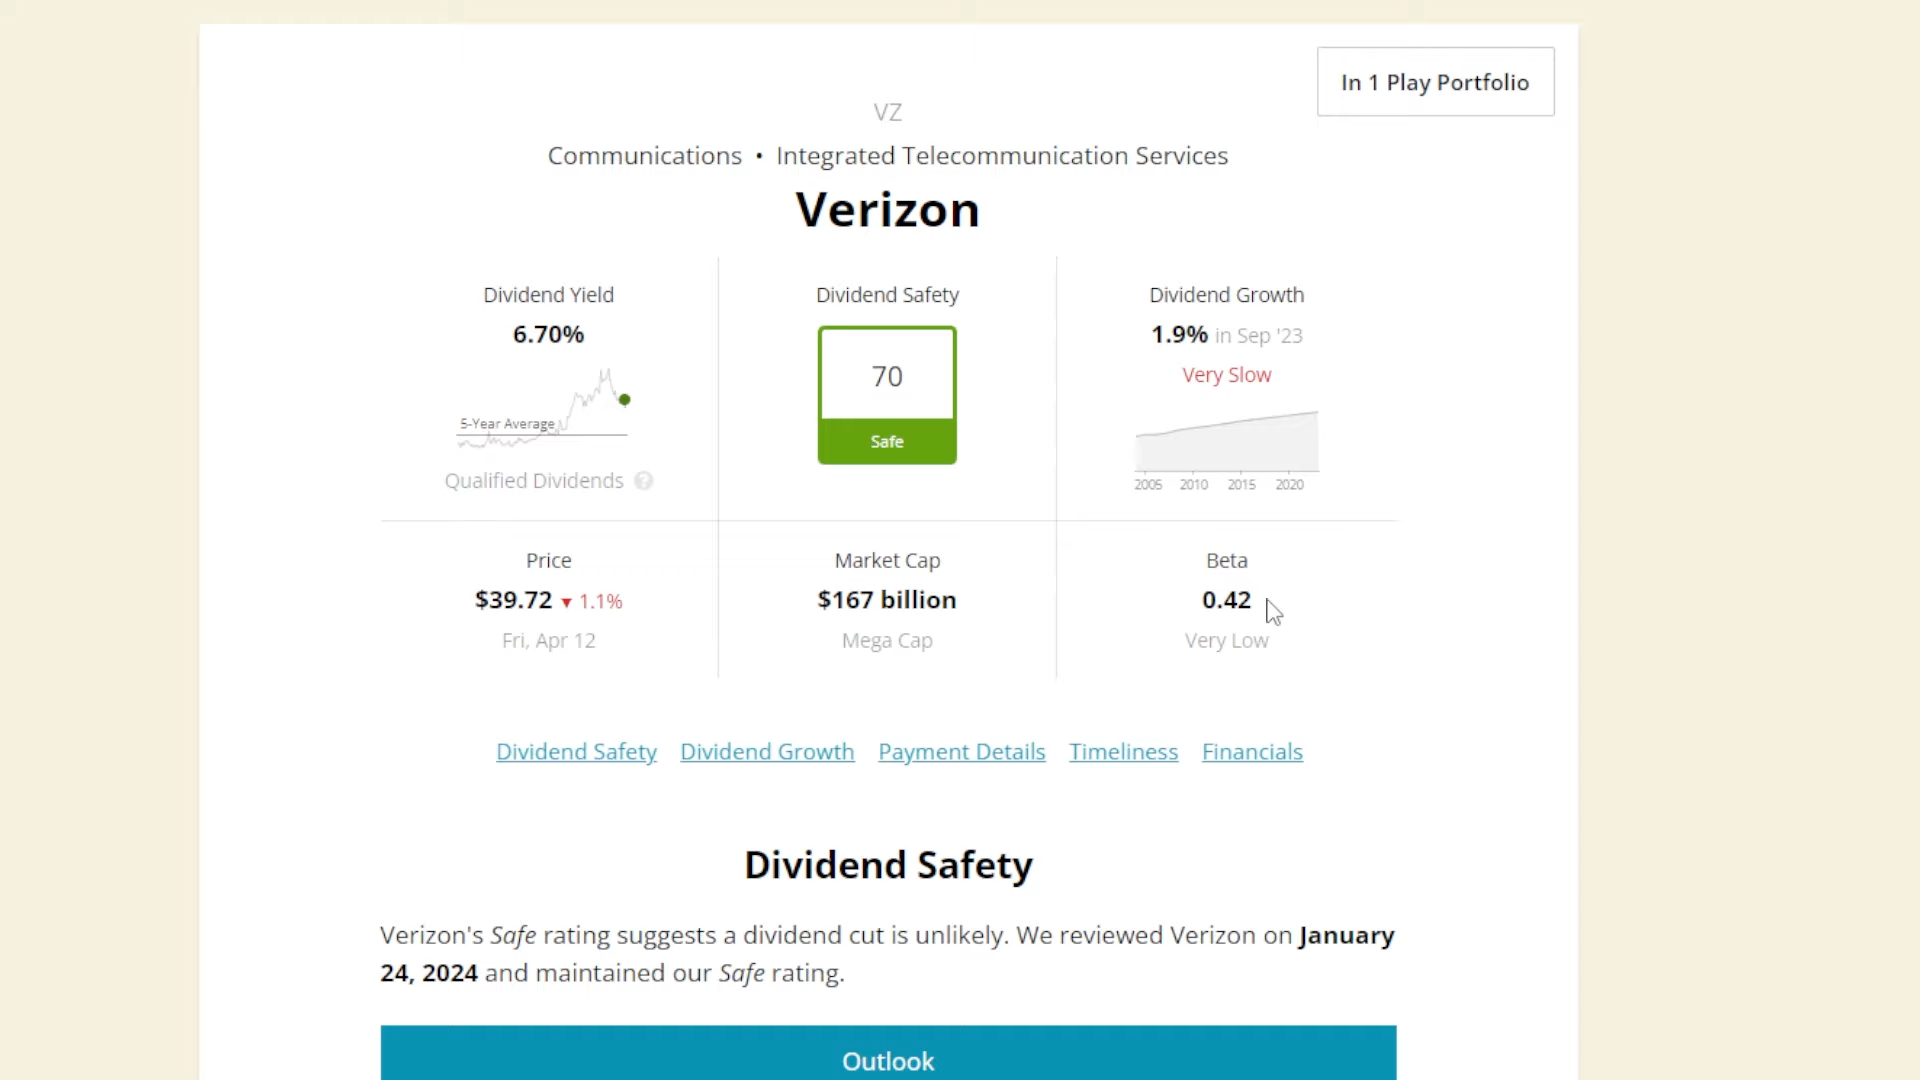 In 1 Play Portfolio
VZ
Communications • Integrated Telecommunication Services
Verizon
Dividend Yield
6.70%
5-Year Average
Qualified Dividends ?
Dividend Safety
70
Safe
Dividend Growth
1.9% in Sep '23
Very Slow
2005 2010 2015 2020
Price
$39.72 ▼ 1.1%
Fri, Apr 12
Market Cap
$167 billion
Mega Cap
Beta
0.42
Very Low
Dividend Safety Dividend Growth Payment Details Timeliness Financials
Dividend Safety
Verizon's Safe rating suggests a dividend cut is unlikely. We reviewed Verizon on January
24, 2024 and maintained our Safe rating.
Outlook